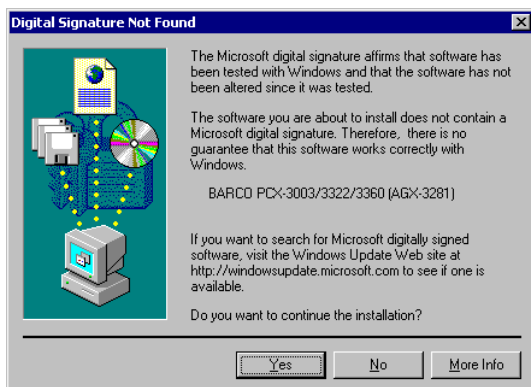 Digital Signature Not Found
The Microsoft digital signature affirms that software has
been tested with Windows and that the software has not
been altered since it was tested.
The software you are about to install does not contain a
Microsoft digital signature. Therefore, there is no
guarantee that this software works correctly with
Windows.
BARCO PCX-3003/3322/3360 (AGX-3281)
If you want to search for Microsoft digitally signed
software, visit the Windows Update Web site at
http://windowsupdate.microsoft.com to see if one is
available.
Do you want to continue the installation?
Yes No More Info